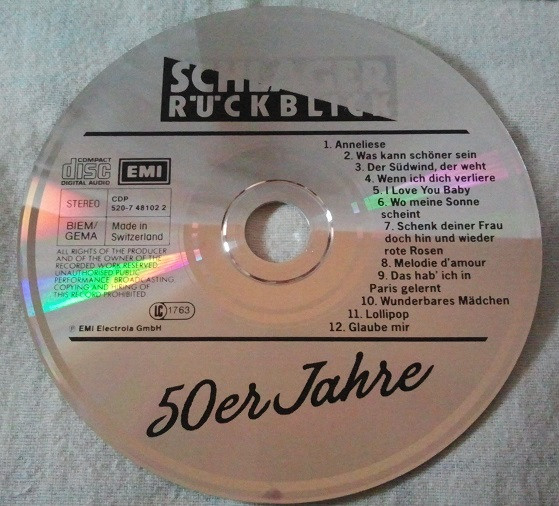 SCHLAGER
RÜCKBLICK
COMPACT
disc
DIGITAL AUDIO
EMI
STEREO
CDP
520-7 48102 2
BIEM/
GEMA
Made in
Switzerland
ALL RIGHTS OF THE PRODUCER
AND OF THE OWNER OF THE
RECORDED WORK RESERVED.
UNAUTHORISED PUBLIC
PERFORMANCE BROADCASTING,
COPYING AND HIRING OF
THIS RECORD PROHIBITED
LC 1763
℗ EMI Electrola GmbH
1. Anneliese
2. Was kann schöner sein
3. Der Südwind, der weht
4. Wenn ich dich verliere
5. I Love You Baby
6. Wo meine Sonne
scheint
7. Schenk deiner Frau
doch hin und wieder
rote Rosen
8. Melodie d'amour
9. Das hab' ich in
Paris gelernt
10. Wunderbares Mädchen
11. Lollipop
12. Glaube mir
50er Jahre